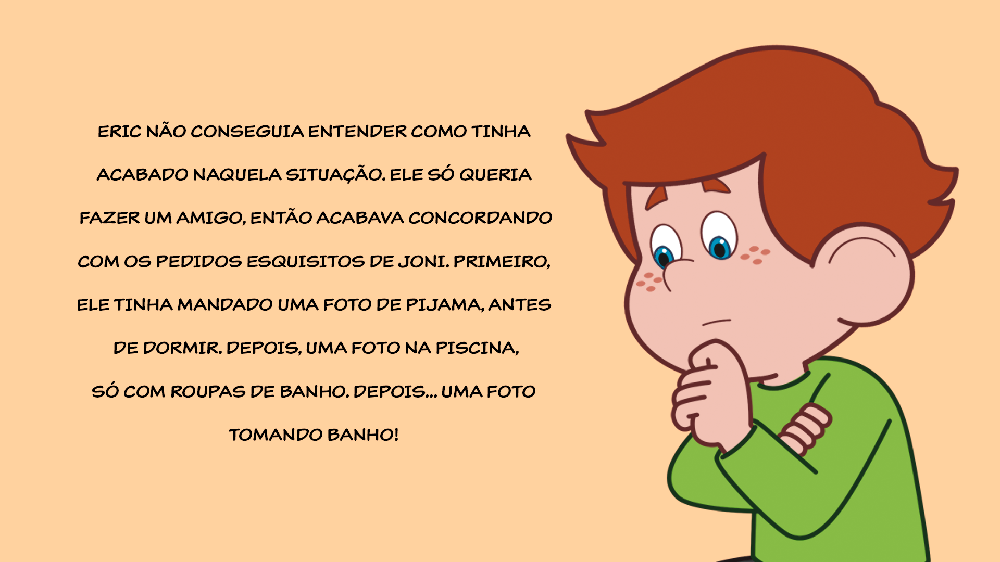 ERIC NÃO CONSEGUIA ENTENDER COMO TINHA
ACABADO NAQUELA SITUAÇÃO. ELE SÓ QUERIA
FAZER UM AMIGO, ENTÃO ACABAVA CONCORDANDO
COM OS PEDIDOS ESQUISITOS DE JONI. PRIMEIRO,
ELE TINHA MANDADO UMA FOTO DE PIJAMA, ANTES
DE DORMIR. DEPOIS, UMA FOTO NA PISCINA,
SÓ COM ROUPAS DE BANHO. DEPOIS... UMA FOTO
TOMANDO BANHO!